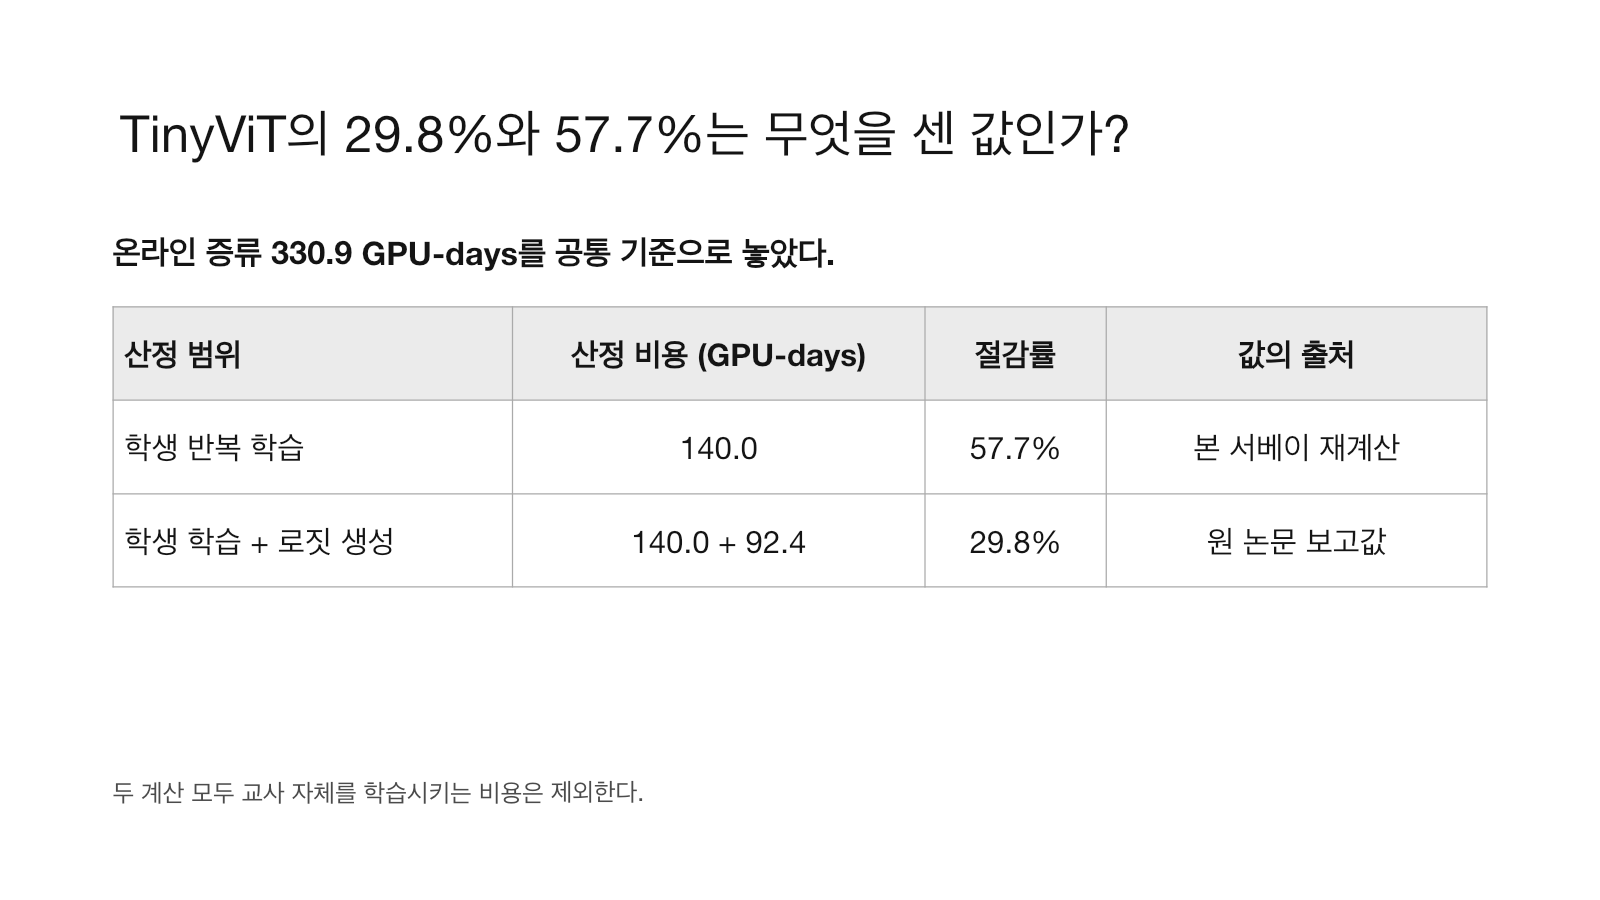 TinyViT의 29.8%와 57.7%는 무엇을 센 값인가?
온라인 증류 330.9 GPU-days를 공통 기준으로 놓았다.
산정 범위 산정 비용 (GPU-days) 절감률 값의 출처
학생 반복 학습 140.0 57.7% 본 서베이 재계산
학생 학습 + 로짓 생성 140.0 + 92.4 29.8% 원 논문 보고값
두 계산 모두 교사 자체를 학습시키는 비용은 제외한다.